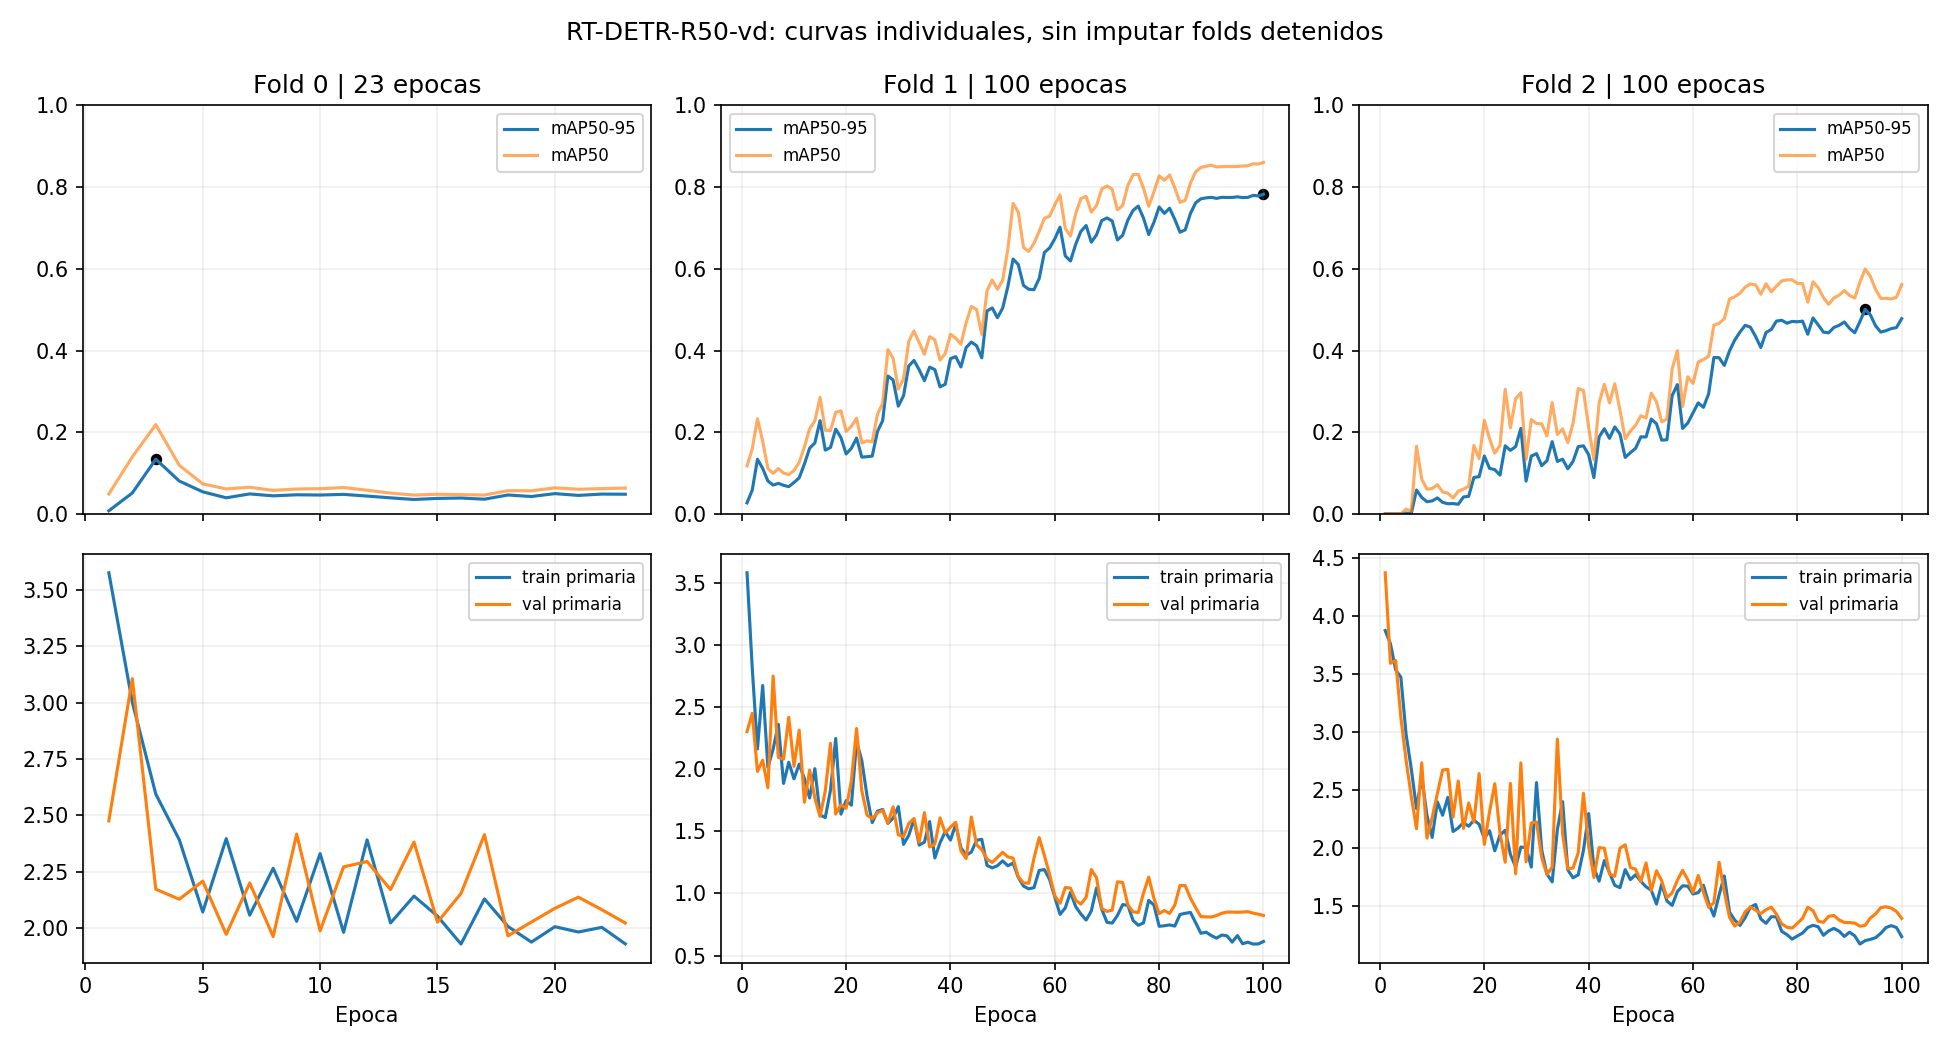 RT-DETR-R50-vd: curvas individuales, sin imputar folds detenidos
Fold 0 | 23 epocas
1.0
0.8
0.6
0.4
0.2
0.0
mAP50-95
mAP50
Fold 1 | 100 epocas
1.0
0.8
0.6
0.4
0.2
0.0
mAP50-95
mAP50
Fold 2 | 100 epocas
1.0
0.8
0.6
0.4
0.2
0.0
mAP50-95
mAP50
3.50
3.25
3.00
2.75
2.50
2.25
2.00
train primaria
val primaria
0 5 10 15 20
Epoca
3.5
3.0
2.5
2.0
1.5
1.0
0.5
train primaria
val primaria
0 20 40 60 80 100
Epoca
4.5
4.0
3.5
3.0
2.5
2.0
1.5
train primaria
val primaria
0 20 40 60 80 100
Epoca